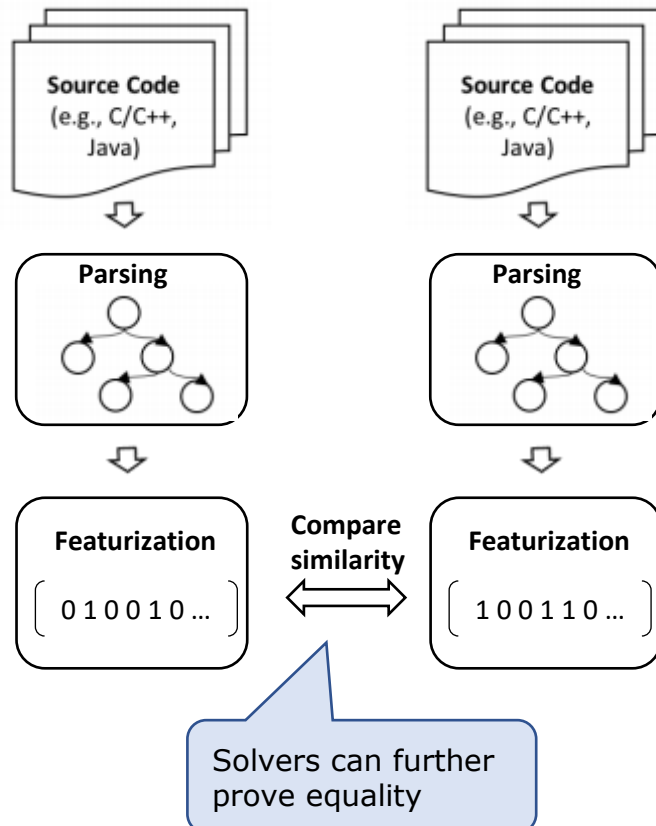 Source Code
(e.g., C/C++,
Java)
Source Code
(e.g., C/C++,
Java)
Parsing
Parsing
Featurization
0 1 0 0 1 0 ...
Compare
similarity
Featurization
1 0 0 1 1 0 ...
Solvers can further
prove equality